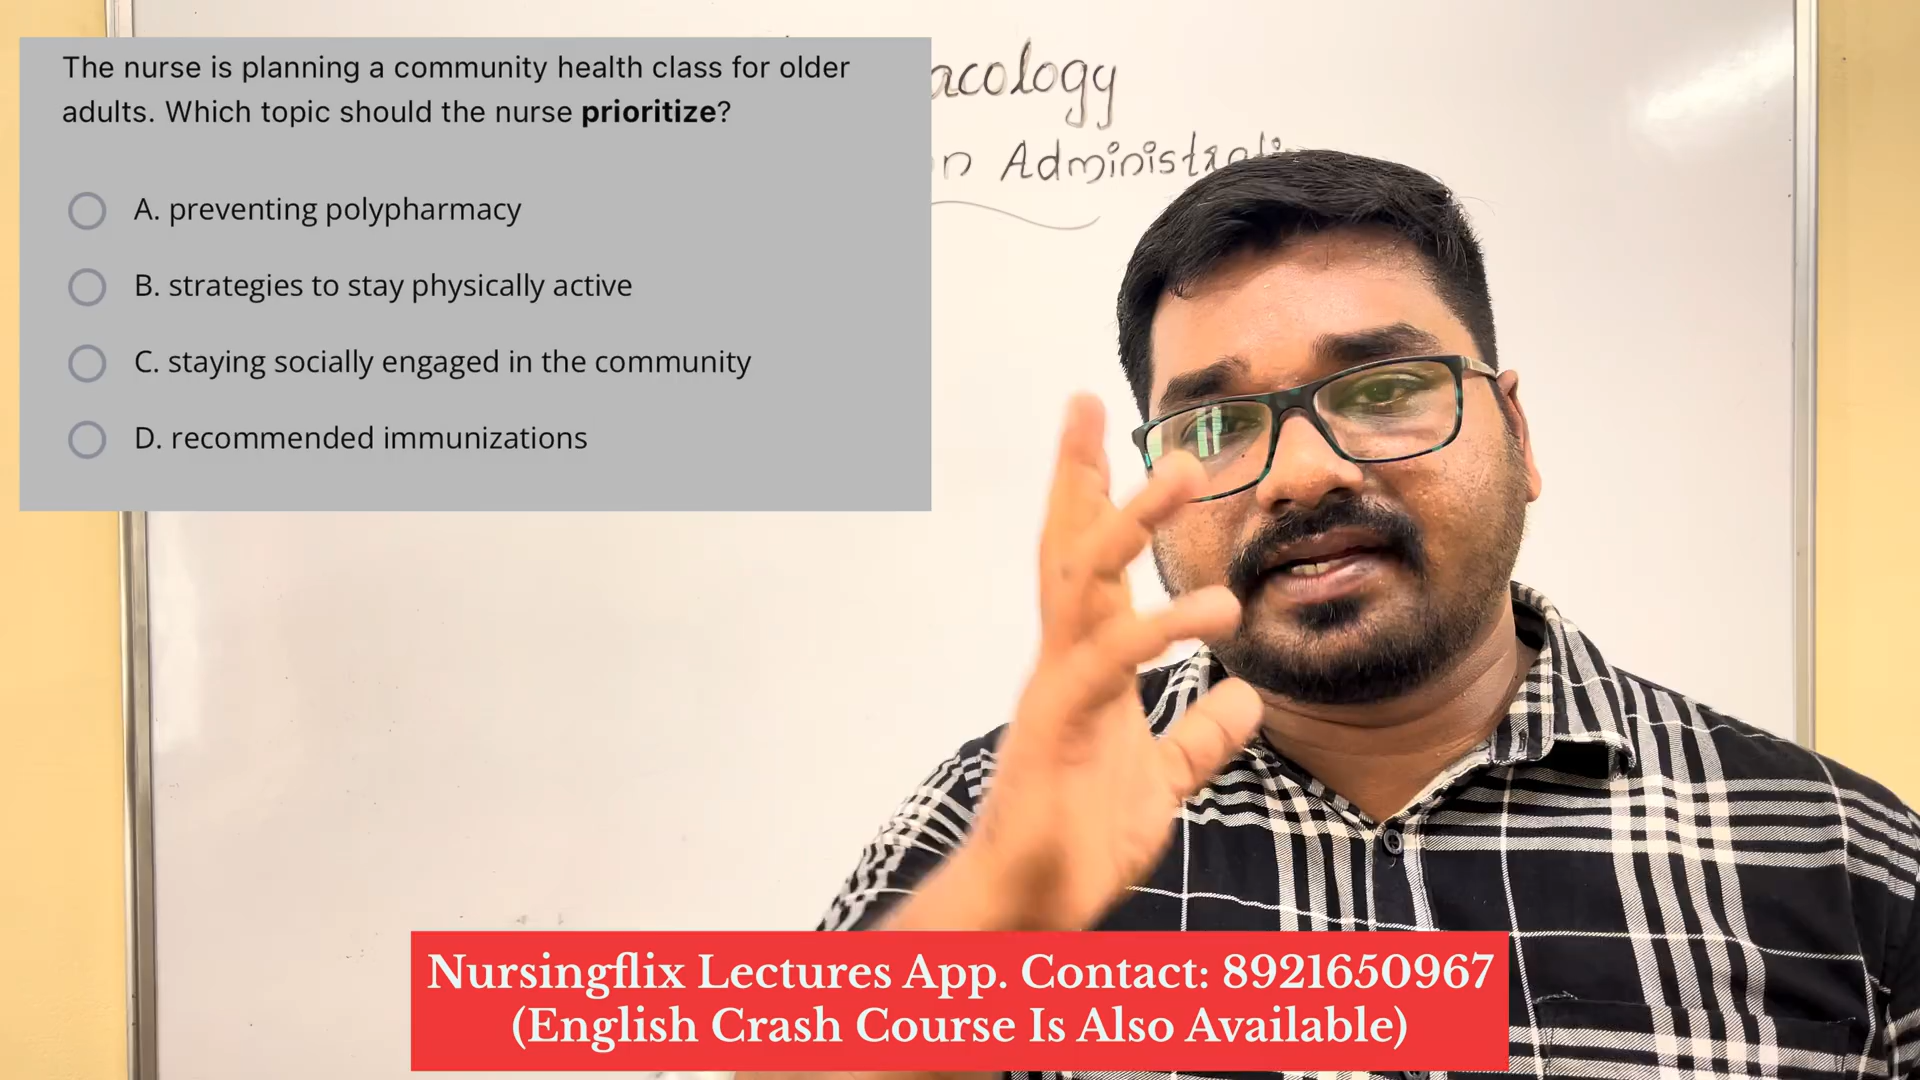 The nurse is planning a community health class for older
adults. Which topic should the nurse prioritize?
A. preventing polypharmacy
B. strategies to stay physically active
C. staying socially engaged in the community
D. recommended immunizations
acology
n Administrati
Nursingflix Lectures App. Contact: 8921650967
(English Crash Course Is Also Available)